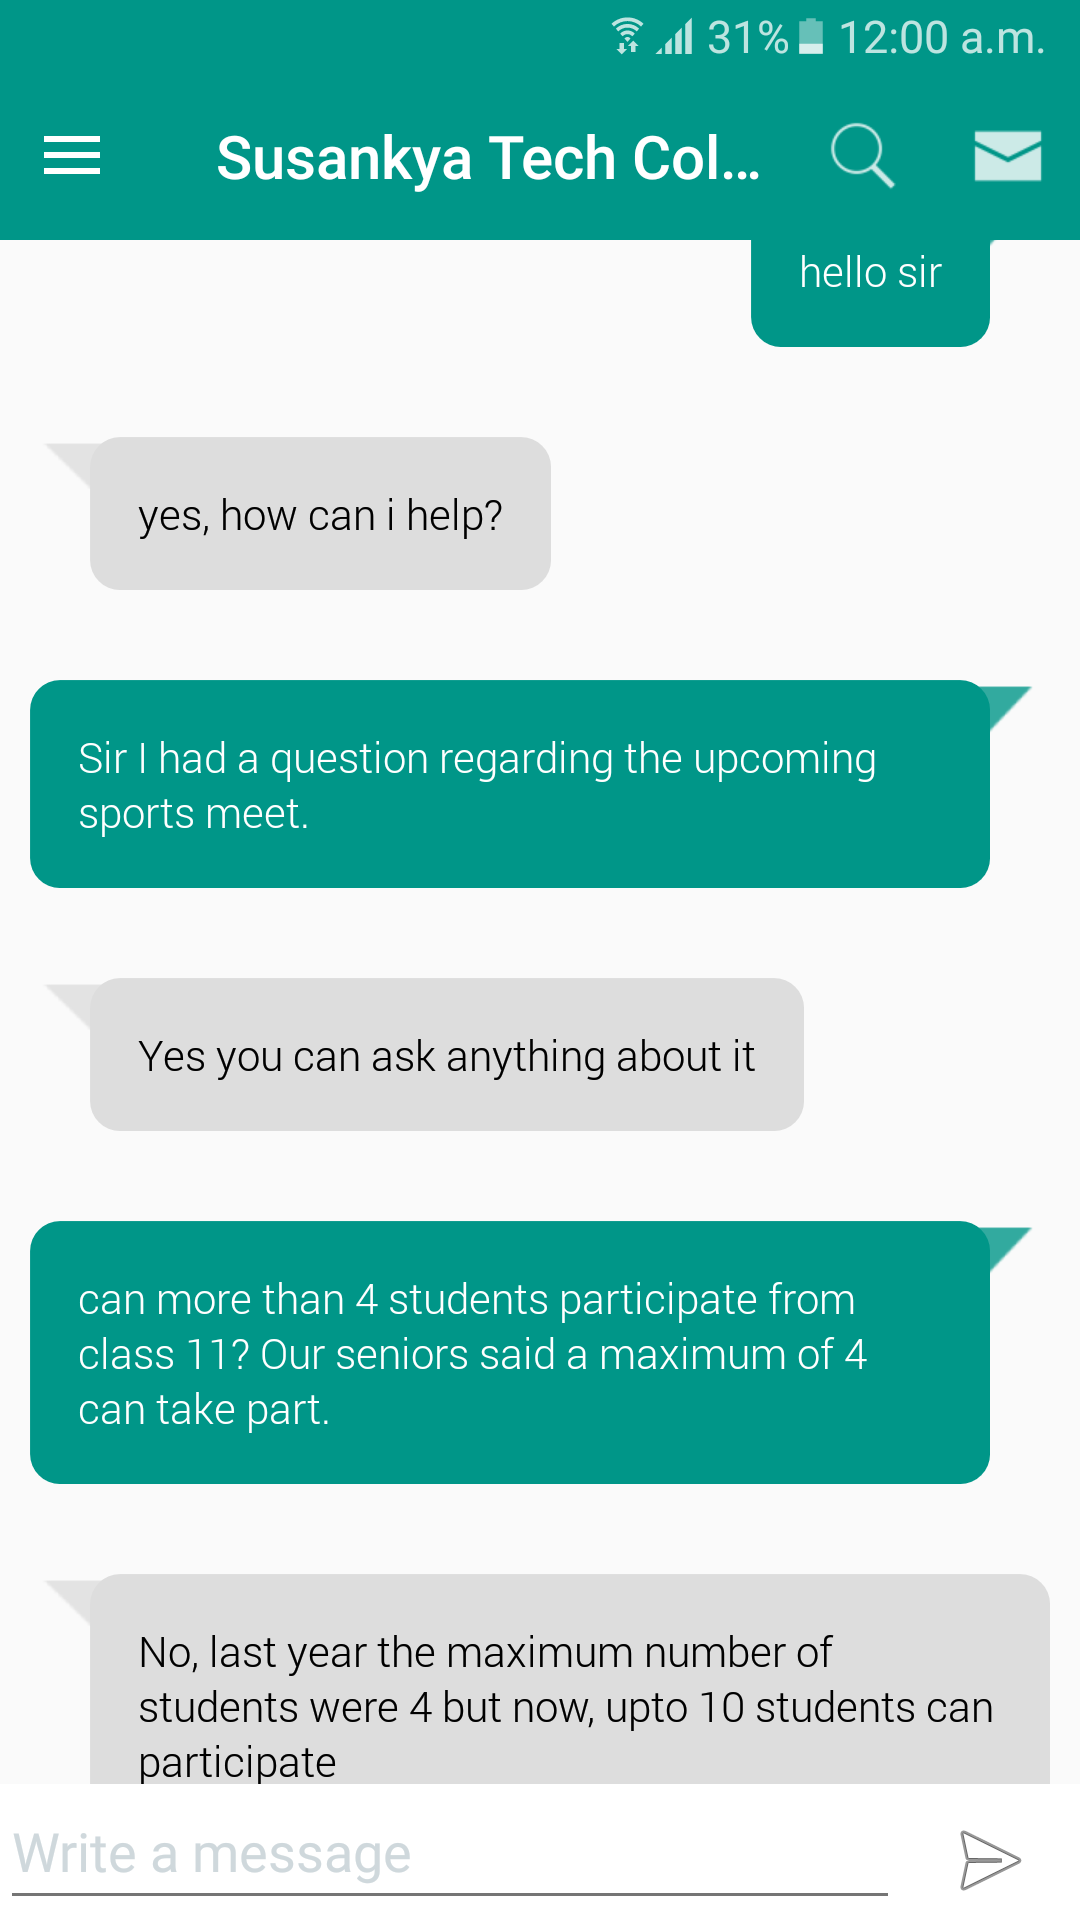 31% 12:00 a.m.
Susankya Tech Col...
hello sir
yes, how can i help?
Sir I had a question regarding the upcoming
sports meet.
Yes you can ask anything about it
can more than 4 students participate from
class 11? Our seniors said a maximum of 4
can take part.
No, last year the maximum number of
students were 4 but now, upto 10 students can
participate
Write a message